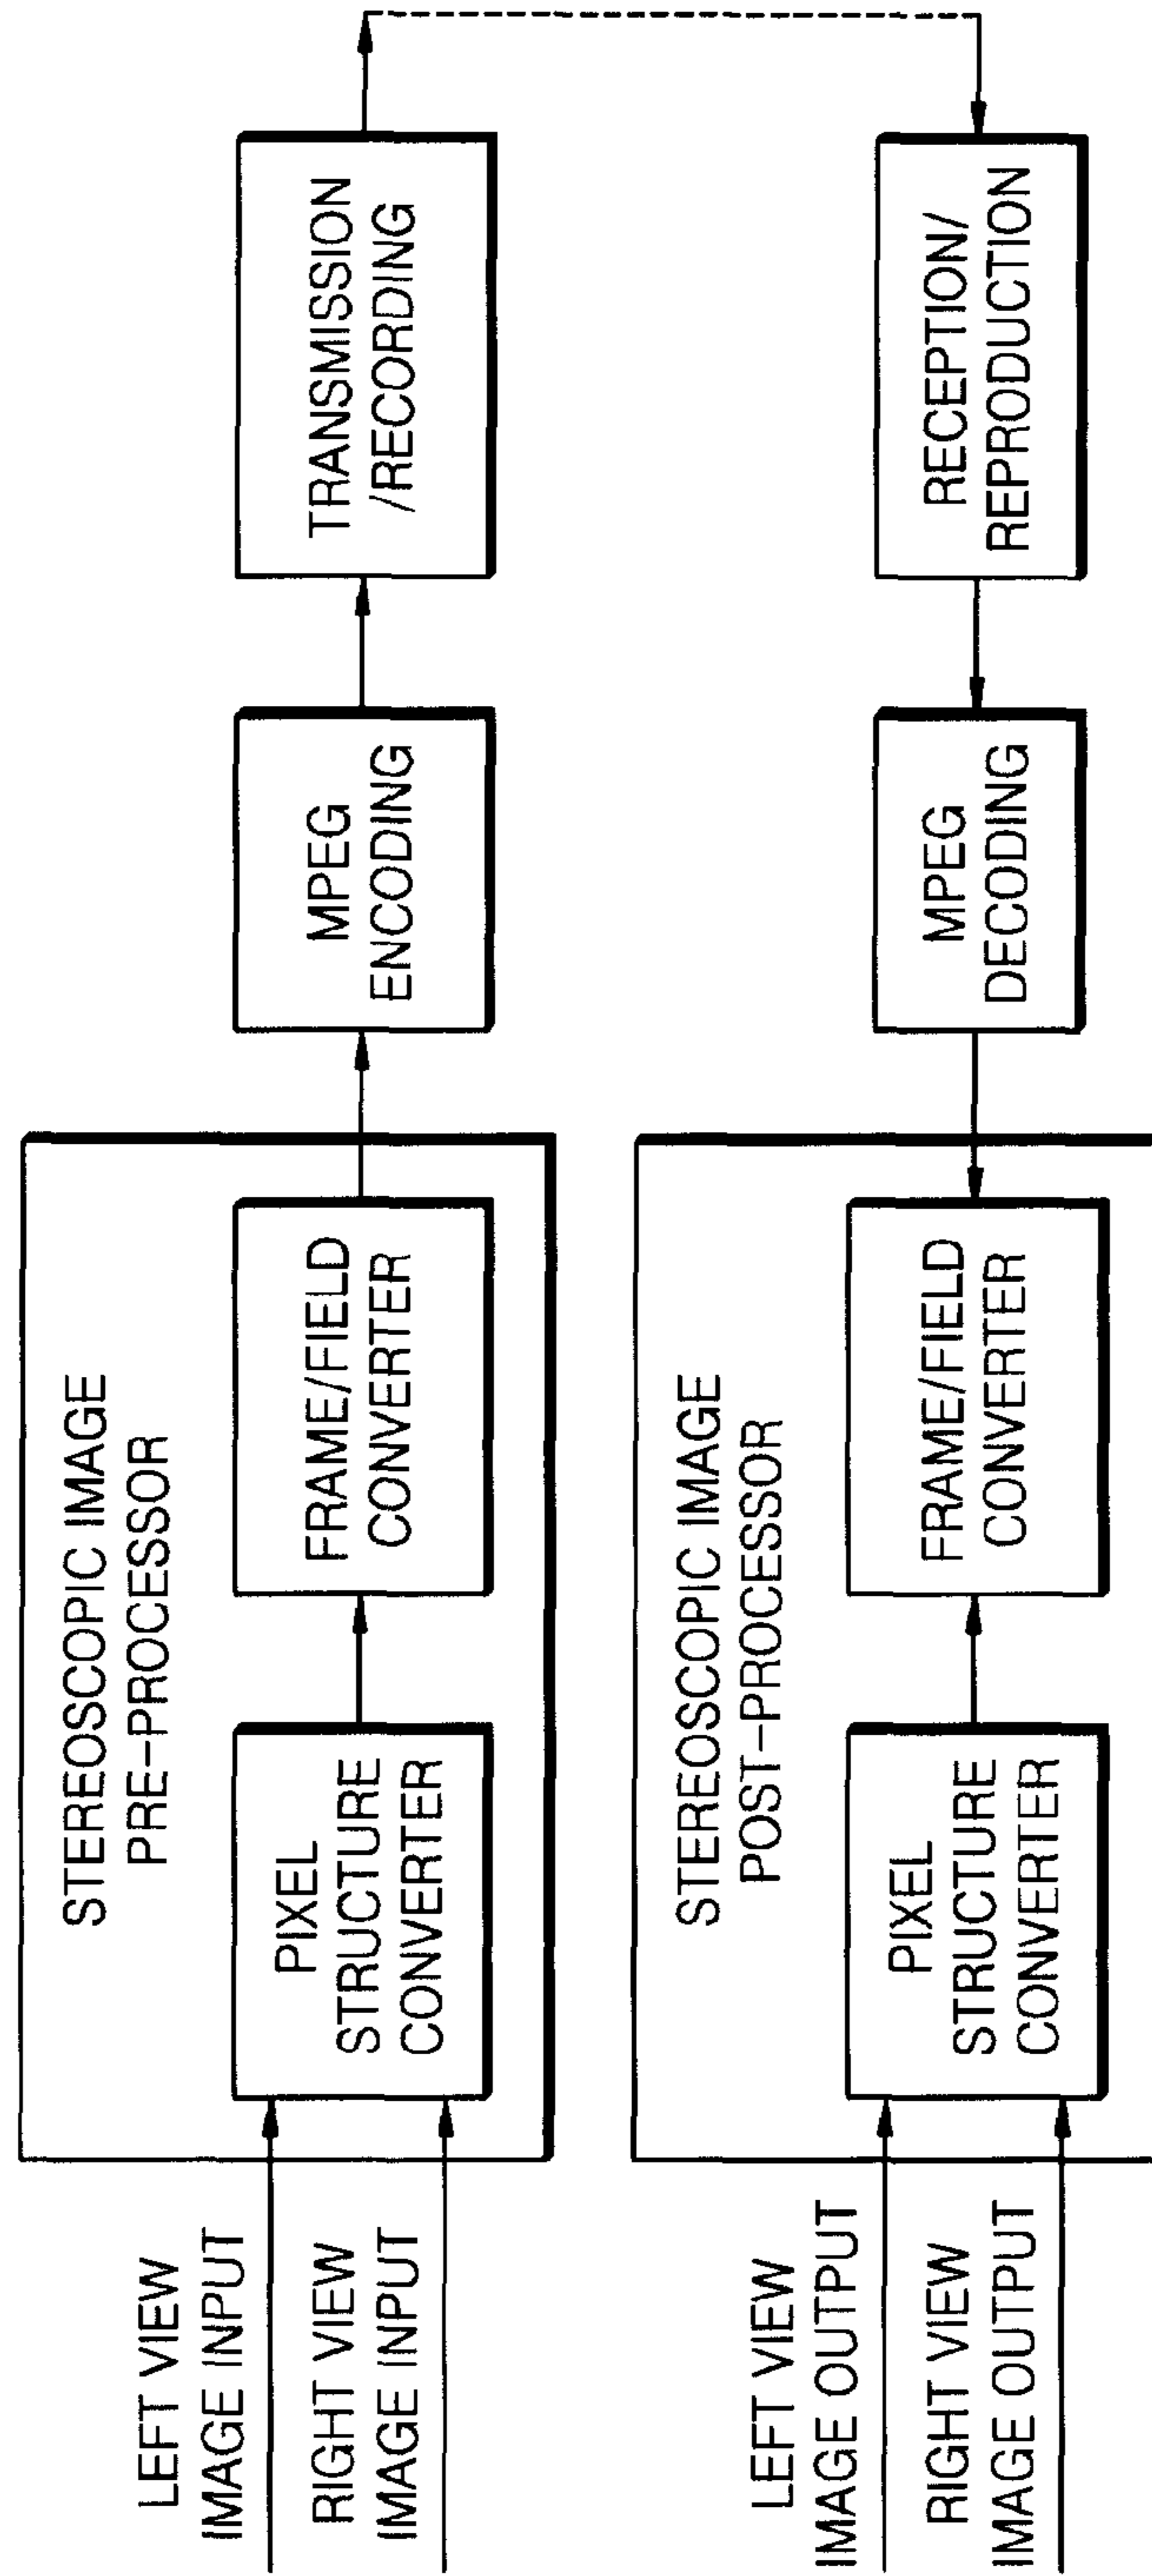 STEREOSCOPIC IMAGE
PRE-PROCESSOR
LEFT VIEW
IMAGE INPUT
RIGHT VIEW
IMAGE INPUT
PIXEL
STRUCTURE
CONVERTER
FRAME/FIELD
CONVERTER
MPEG
ENCODING
TRANSMISSION
/RECORDING
STEREOSCOPIC IMAGE
POST-PROCESSOR
LEFT VIEW
IMAGE OUTPUT
RIGHT VIEW
IMAGE OUTPUT
PIXEL
STRUCTURE
CONVERTER
FRAME/FIELD
CONVERTER
MPEG
DECODING
RECEPTION/
REPRODUCTION